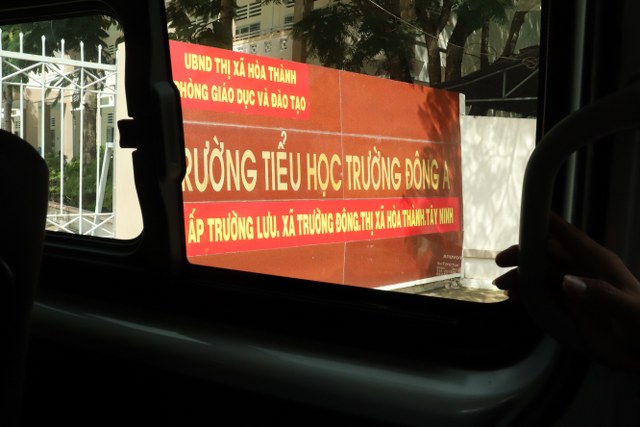 UBND THỊ XÃ HÒA THÀNH
PHÒNG GIÁO DỤC VÀ ĐÀO TẠO
RƯỜNG TIỂU HỌC TRƯỜNG ĐÔNG A
ẤP TRƯỜNG LƯU. XÃ TRƯỜNG ĐÔNG.THỊ XÃ HÒA THÀNH.TÂY NINH